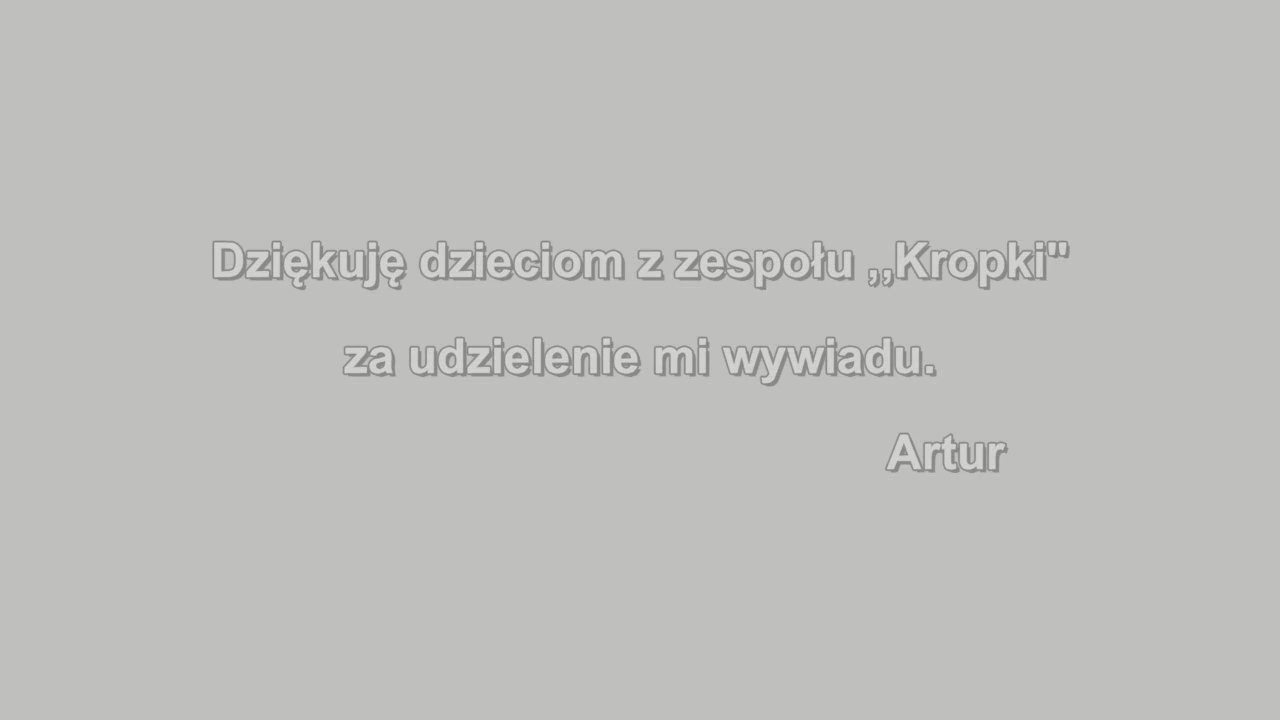 Dziękuję dzieciom z zespołu ,,Kropki"
za udzielenie mi wywiadu.
Artur